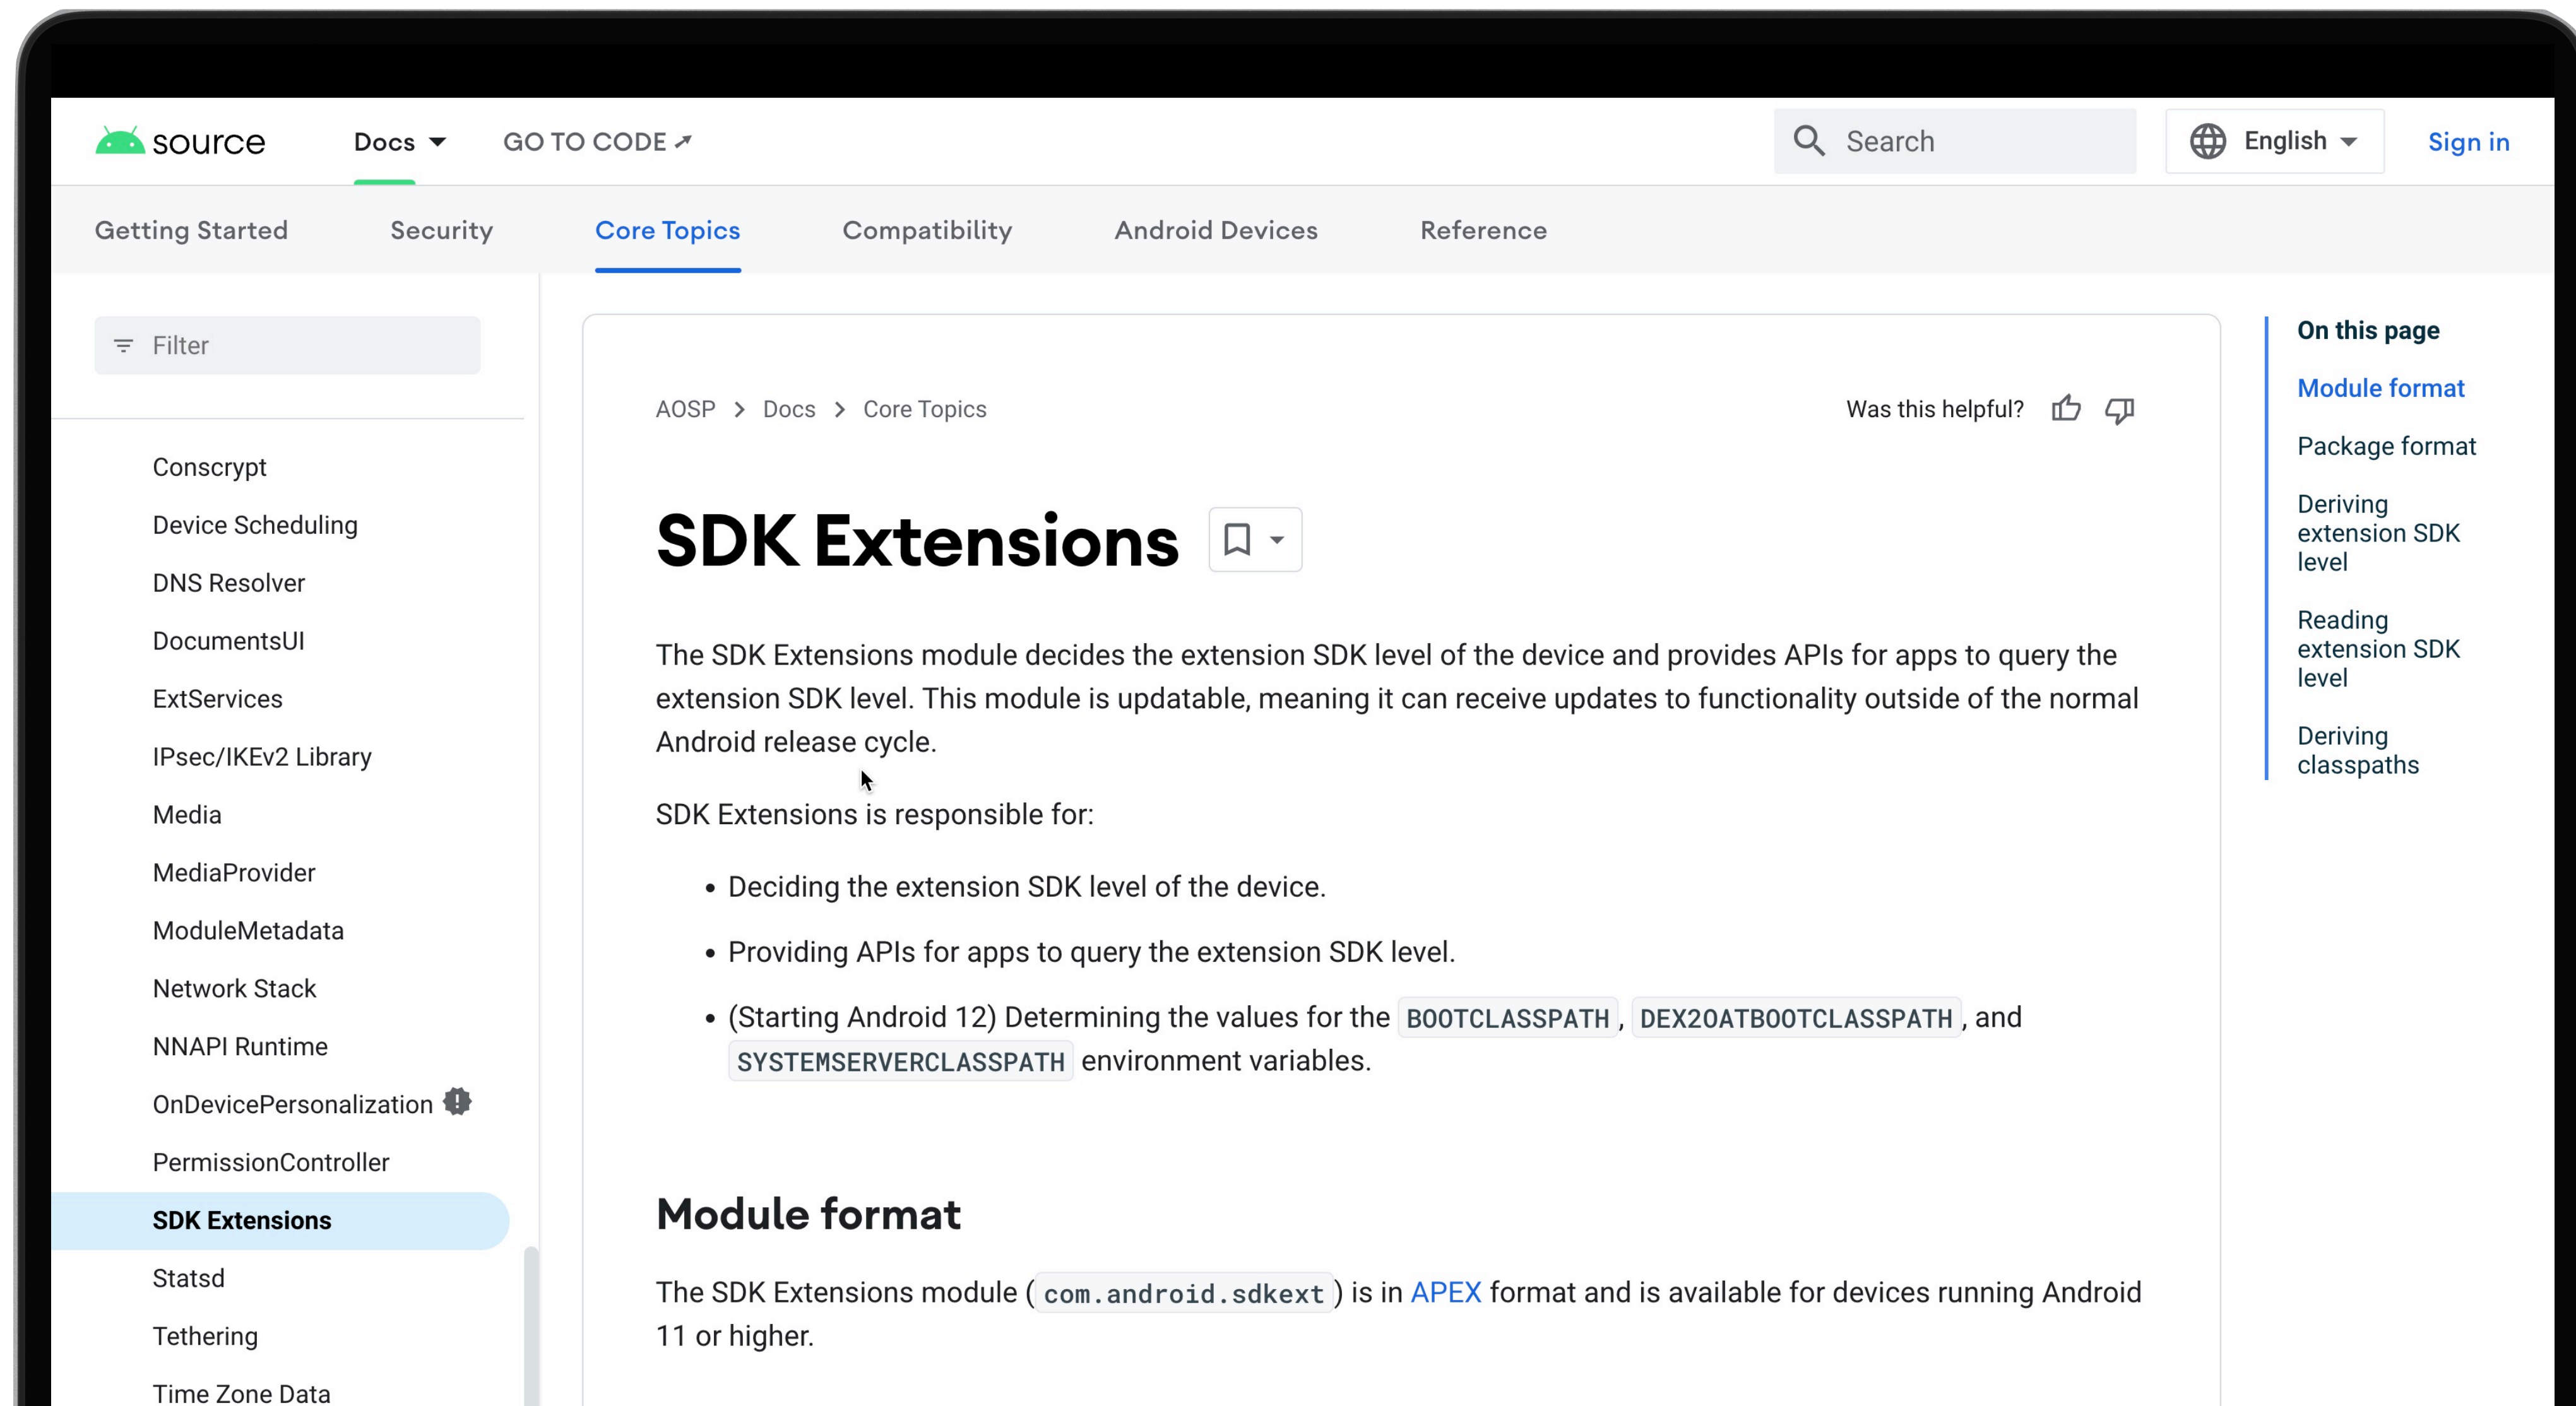 source
Docs
GO TO CODE
Search
English
Sign in
Getting Started
Security
Core Topics
Compatibility
Android Devices
Reference
Filter
Conscrypt
Device Scheduling
DNS Resolver
DocumentsUI
ExtServices
IPsec/IKEv2 Library
Media
MediaProvider
ModuleMetadata
Network Stack
NNAPI Runtime
OnDevicePersonalization
PermissionController
SDK Extensions
Statsd
Tethering
Time Zone Data
AOSP > Docs > Core Topics
Was this helpful?
SDK Extensions
The SDK Extensions module decides the extension SDK level of the device and provides APIs for apps to query the
extension SDK level. This module is updatable, meaning it can receive updates to functionality outside of the normal
Android release cycle.
SDK Extensions is responsible for:
• Deciding the extension SDK level of the device.
• Providing APIs for apps to query the extension SDK level.
• (Starting Android 12) Determining the values for the BOOTCLASSPATH, DEX2OATBOOTCLASSPATH, and
SYSTEMSERVERCLASSPATH environment variables.
Module format
The SDK Extensions module (com.android.sdkext) is in APEX format and is available for devices running Android
11 or higher.
On this page
Module format
Package format
Deriving
extension SDK
level
Reading
extension SDK
level
Deriving
classpaths